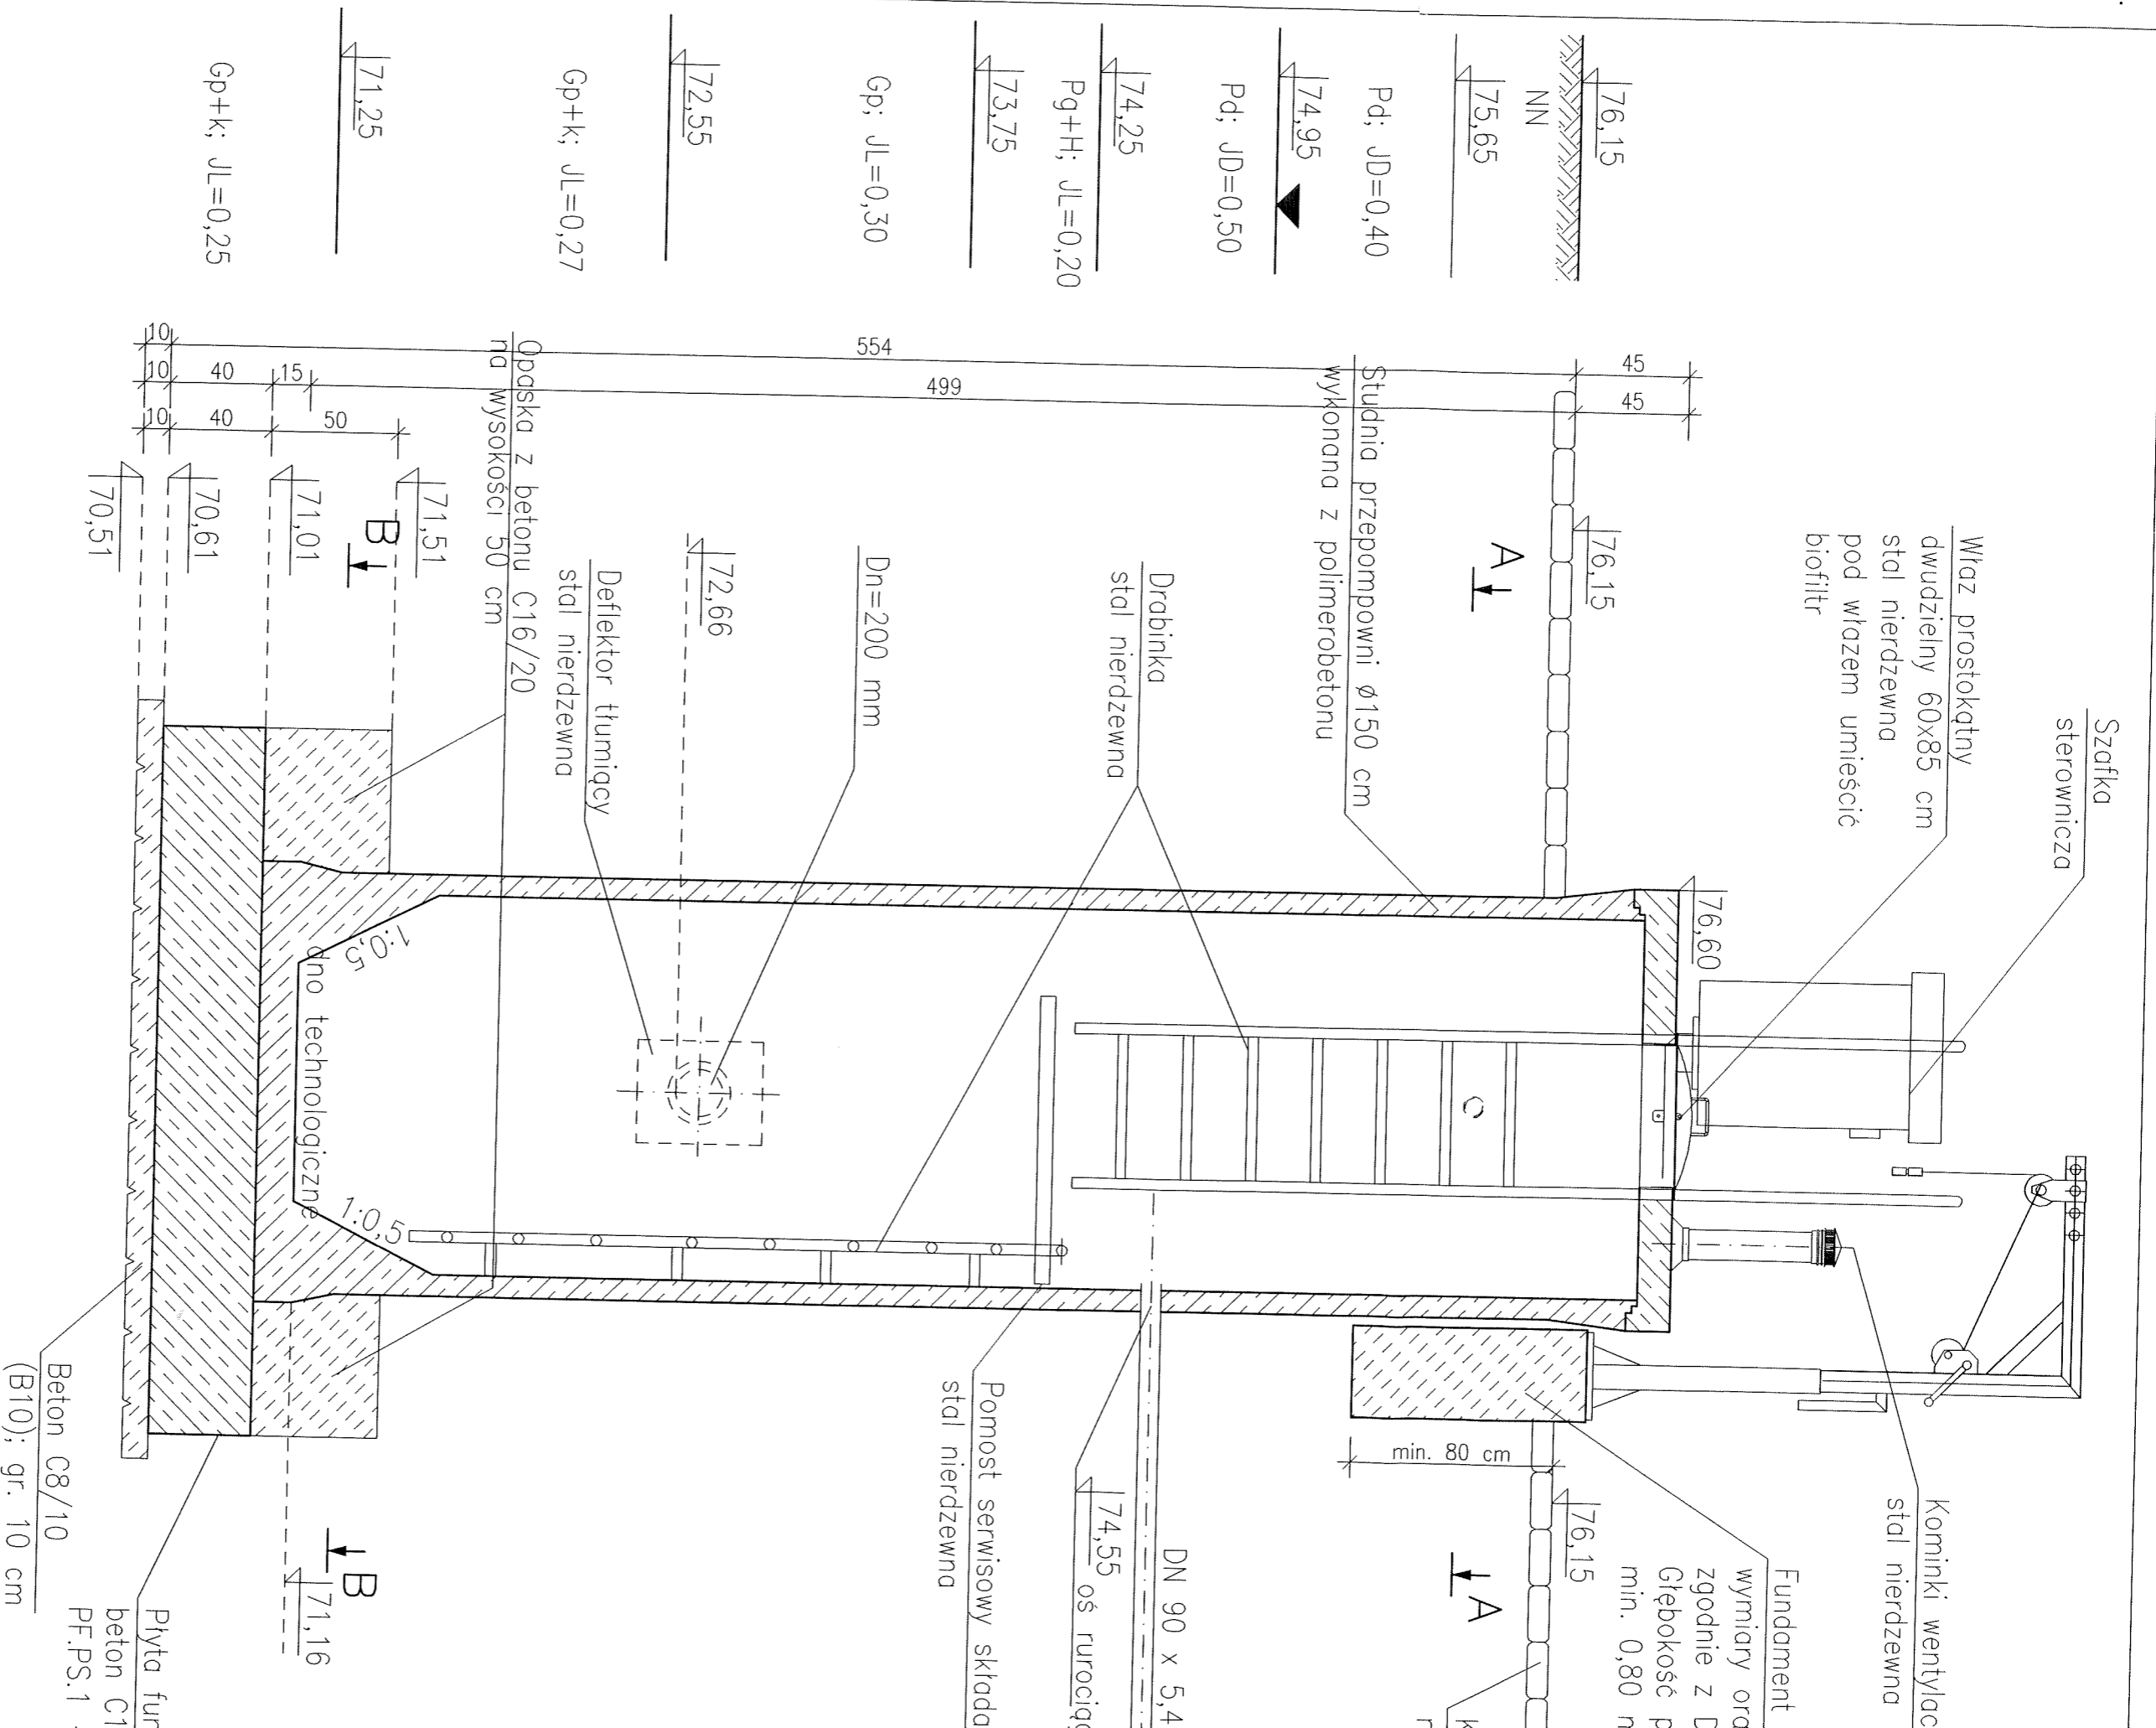 Szafka
sterownicza
Właz prostokątny
dwudzielny 60x85 cm
stal nierdzewna
pod włazem umieścić
biofiltr
76,60
76,15
NN
75,65
Pd; JD=0,40
74,95
Pd; JD=0,50
74,25
Pg+H; JL=0,20
73,75
Gp; JL=0,30
72,55
Gp+k; JL=0,27
71,25
Gp+k; JL=0,25
45
554
10
45
499
15
40
10
50
40
10
76,15
A
Studnia przepompowni ø150 cm
wykonana z polimerobetonu
Drabinka
stal nierdzewna
Dn=200 mm
72,66
Deflektor tłumiący
stal nierdzewna
Opaska z betonu C16/20
na wysokości 50 cm
71,51
B
71,01
70,61
70,51
1:0,5
dno technologiczne
1:0,5
Kominki wentylac
stal nierdzewna
Fundament
wymiary ora
zgodnie z D
Głębokość p
min. 0,80 m
76,15
min. 80 cm
A
DN 90 x 5,4
74,55
oś rurociąg
Pomost serwisowy składa
stal nierdzewna
B
71,16
Płyta fun
beton C1
PF.PS.1
Beton C8/10
(B10); gr. 10 cm